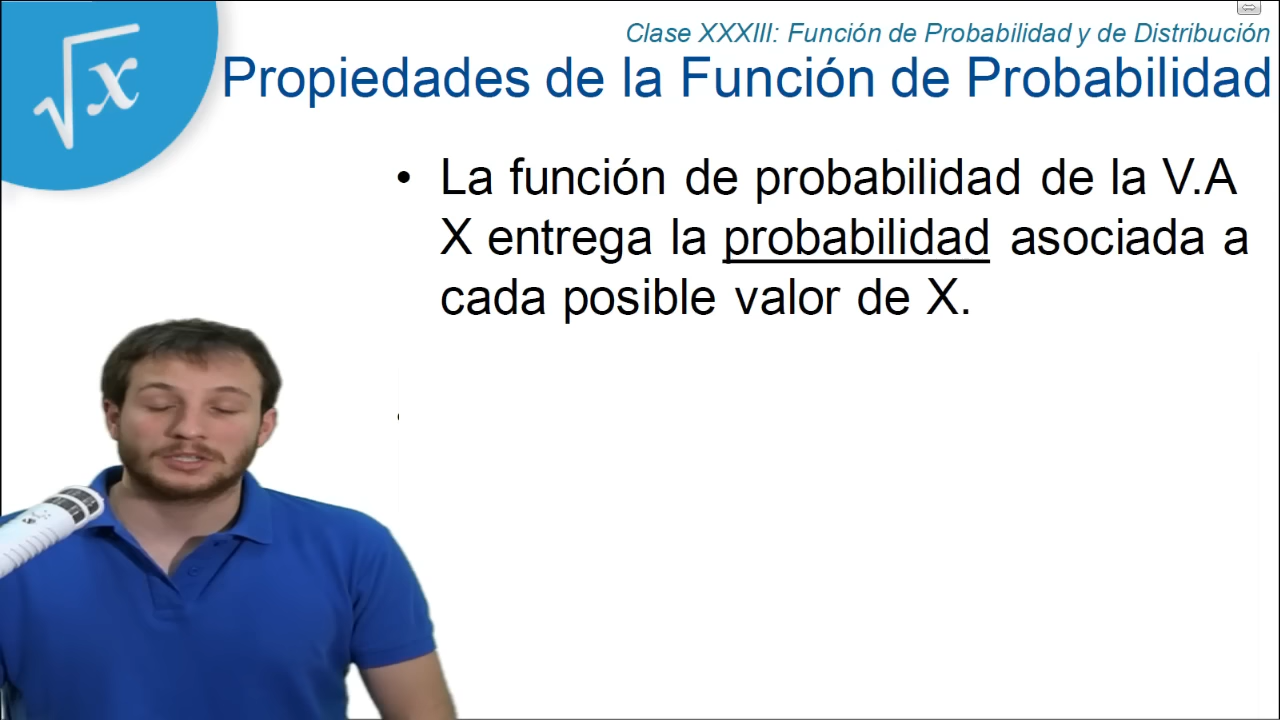 √x
Clase XXXIII: Función de Probabilidad y de Distribución
Propiedades de la Función de Probabilidad
• La función de probabilidad de la V.A
X entrega la probabilidad asociada a
cada posible valor de X.